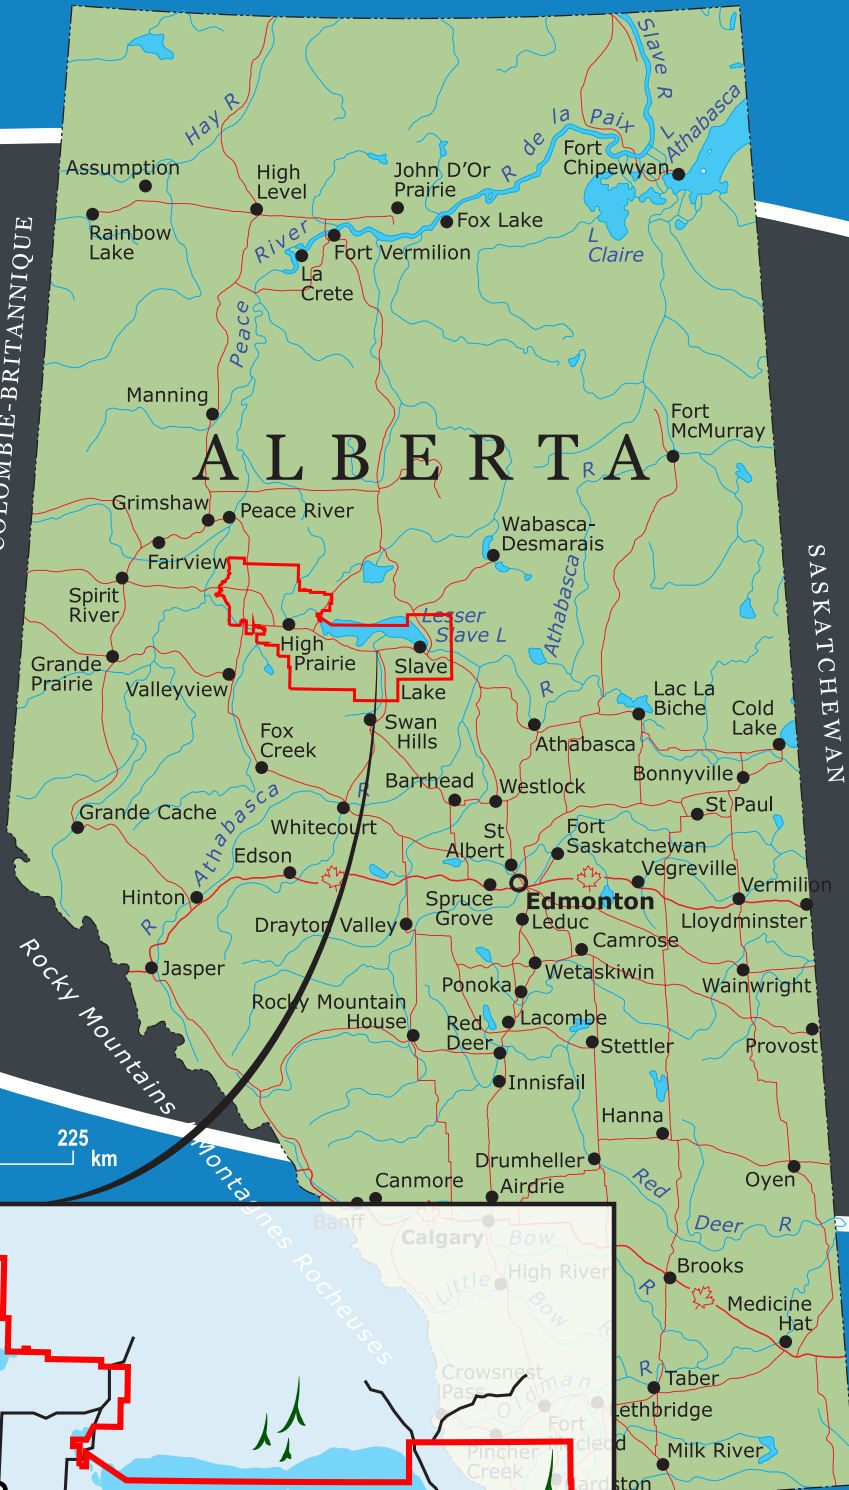 Slave R
Hay R
L
Athabasca
R de la Paix
Fort
Chipewyan
Assumption
High
Level
John D'Or
Prairie
Rainbow
Lake
Fox Lake
River
Fort Vermilion
L
Claire
La
Crete
Peace
COLOMBIE-BRITANNIQUE
Manning
Fort
McMurray
ALBERTA
R
Grimshaw
Peace River
Wabasca-
Desmarais
Fairview
Athabasca
SASKATCHEWAN
Spirit
River
Lesser
Slave L
High
Prairie
Grande
Prairie
Slave
Lake
Valleyview
R
Lac La
Biche
Cold
Lake
Swan
Hills
Fox
Creek
Athabasca
Barrhead
Westlock
Bonnyville
R
Grande Cache
Athabasca
Whitecourt
St Paul
St
Albert
Fort
Saskatchewan
Edson
Vegreville
Vermilion
Hinton
Spruce
Grove
Edmonton
R
Drayton Valley
Leduc
Lloydminster
Camrose
Jasper
Wetaskiwin
Ponoka
Wainwright
Rocky Mountain
House
Red
Deer
Lacombe
Stettler
Provost
Innisfail
Rocky Mountains / Montagnes Rocheuses
Hanna
225
km
Drumheller
Oyen
Canmore
Airdrie
Red
Deer R
Banff
Calgary
Bow
Brooks
High River
Little
Bow
R
R
Medicine
Hat
Crowsnest
Pass
R
Taber
Oldman
Lethbridge
Fort
Macleod
Pincher
Creek
Milk River
Cardston